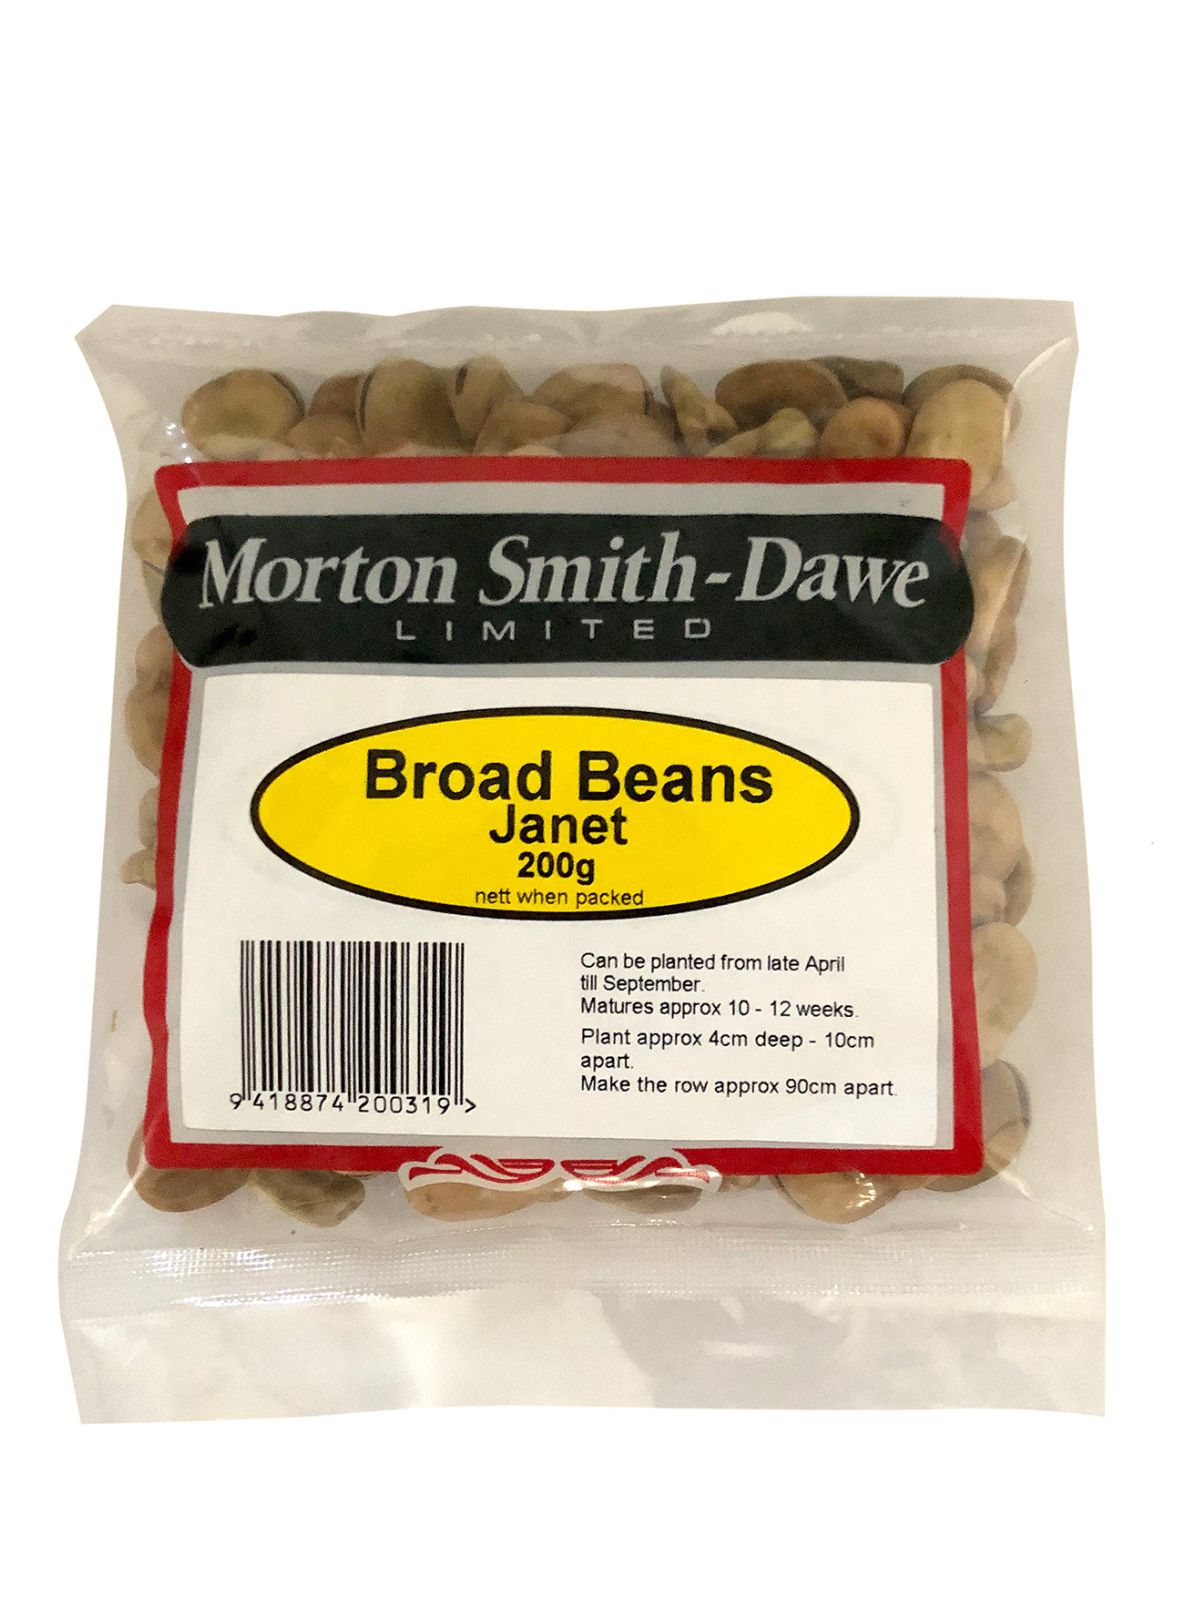 Morton Smith-Dawe
LIMITED
Broad Beans
Janet
200g
nett when packed
Can be planted from late April
till September.
Matures approx 10 - 12 weeks.
Plant approx 4cm deep - 10cm
apart.
Make the row approx 90cm apart.
9 418874 200319 >